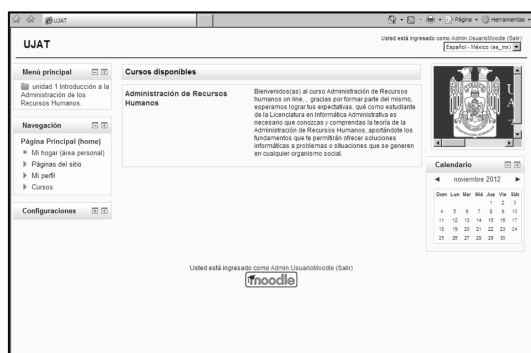 UJAT
Página
Herramientas
UJAT
Usted está ingresado como Admin UsuarioMoodle (Salir)
Español - México (es_mx)
Menú principal
unidad 1 Introducción a la
Administración de los
Recursos Humanos.
Navegación
Página Principal (home)
Mi hogar (área personal)
Páginas del sitio
Mi perfil
Cursos
Configuraciones
Cursos disponibles
Administración de Recursos
Humanos
Bienvenidos(as) al curso Administración de Recursos
humanos on line, , gracias por formar parte del mismo,
esperamos lograr tus expectativas, qué como estudiante
de la Licenciatura en Informática Administrativa es
necesario que conozcas y comprendas la teoría de la
Administración de Recursos Humanos, aportándote los
fundamentos que te permitirán ofrecer soluciones
informáticas a problemas o situaciones que se generen
en cualquier organismo social.
U
A
Calendario
noviembre 2012
Dom Lun Mar Mié Jue Vie Sáb
1 2 3
4 5 6 7 8 9 10
11 12 13 14 15 16 17
18 19 20 21 22 23 24
25 26 27 28 29 30
Usted está ingresado como Admin UsuarioMoodle (Salir)
moodle